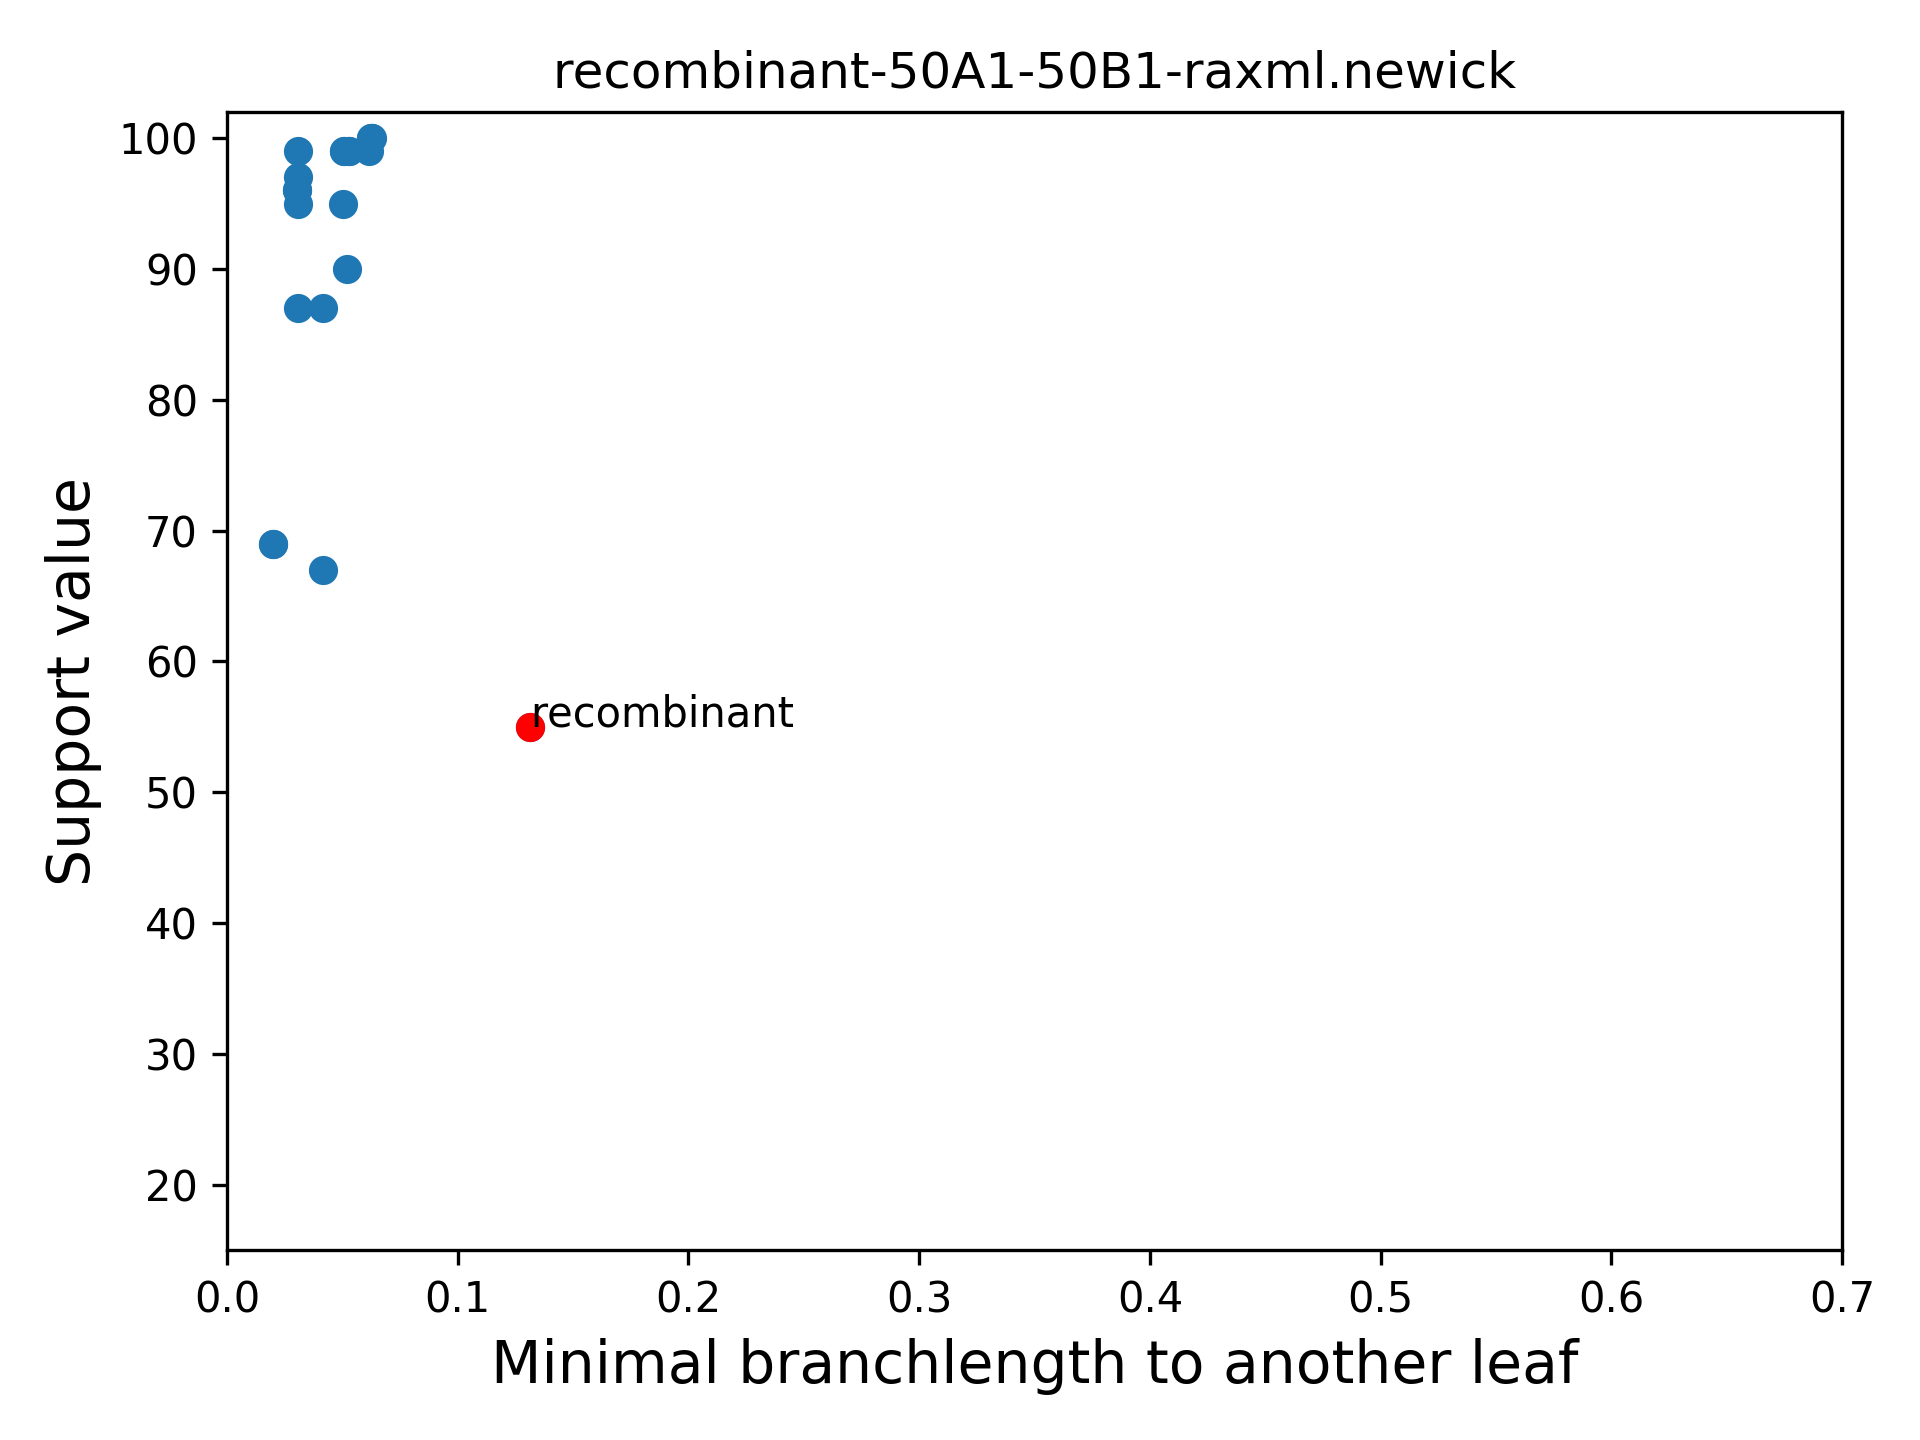 recombinant-50A1-50B1-raxml.newick
100
90
80
70
60
50
40
30
20
Support value
recombinant
0.0 0.1 0.2 0.3 0.4 0.5 0.6 0.7
Minimal branchlength to another leaf